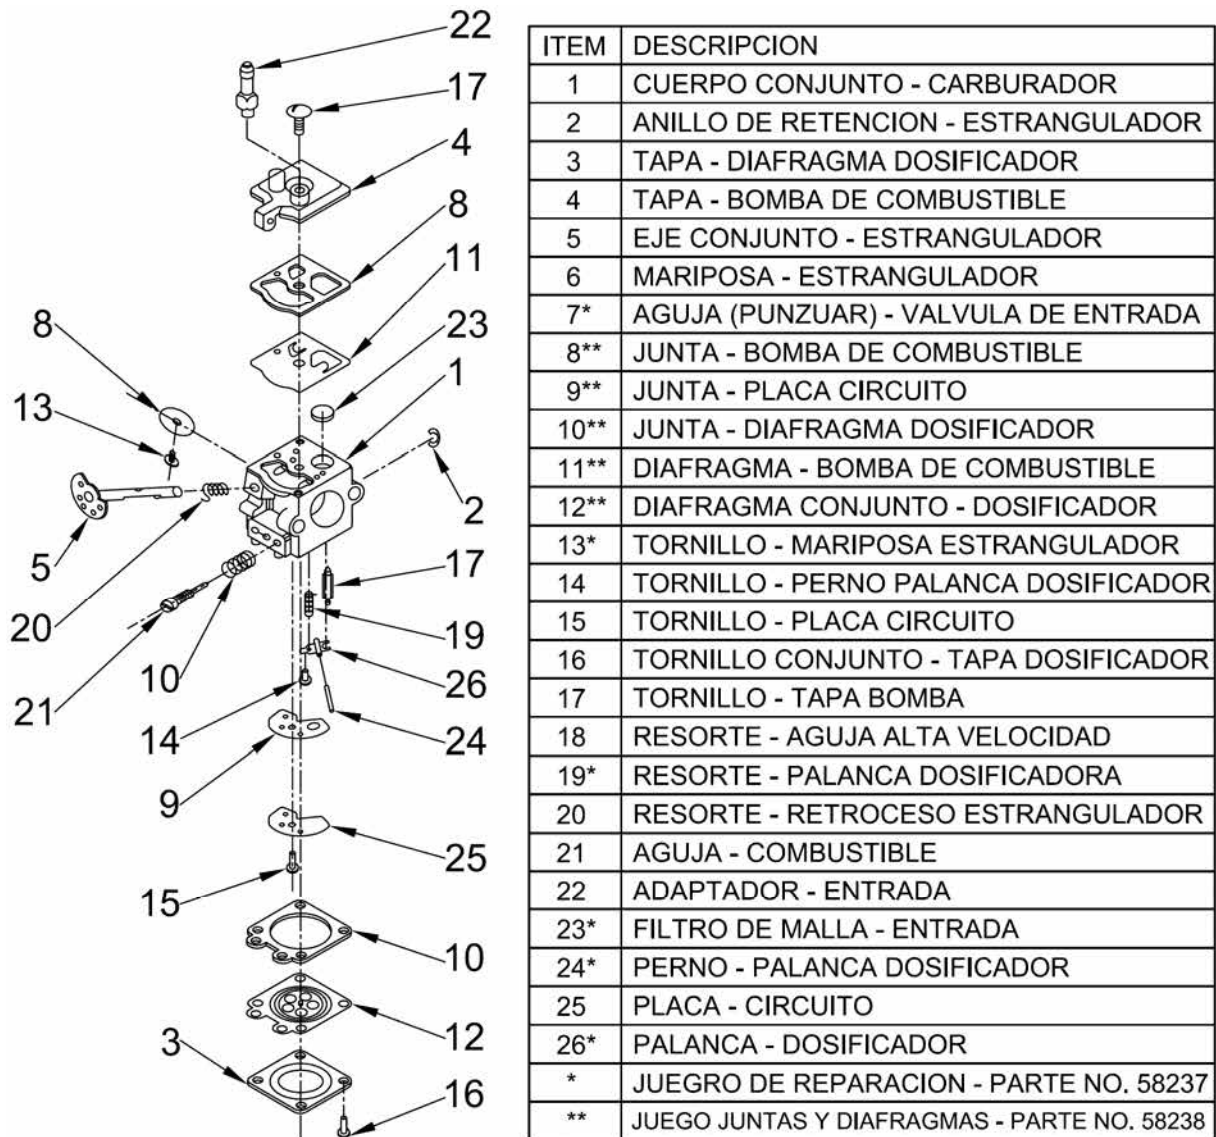 22
17
4
8
11
23
8
1
13
2
5
17
20
19
10
26
21
14
24
9
25
15
10
12
3
16
ITEM DESCRIPCION
1 CUERPO CONJUNTO - CARBURADOR
2 ANILLO DE RETENCION - ESTRANGULADOR
3 TAPA - DIAFRAGMA DOSIFICADOR
4 TAPA - BOMBA DE COMBUSTIBLE
5 EJE CONJUNTO - ESTRANGULADOR
6 MARIPOSA - ESTRANGULADOR
7* AGUJA (PUNZUAR) - VALVULA DE ENTRADA
8** JUNTA - BOMBA DE COMBUSTIBLE
9** JUNTA - PLACA CIRCUITO
10** JUNTA - DIAFRAGMA DOSIFICADOR
11** DIAFRAGMA - BOMBA DE COMBUSTIBLE
12** DIAFRAGMA CONJUNTO - DOSIFICADOR
13* TORNILLO - MARIPOSA ESTRANGULADOR
14 TORNILLO - PERNO PALANCA DOSIFICADOR
15 TORNILLO - PLACA CIRCUITO
16 TORNILLO CONJUNTO - TAPA DOSIFICADOR
17 TORNILLO - TAPA BOMBA
18 RESORTE - AGUJA ALTA VELOCIDAD
19* RESORTE - PALANCA DOSIFICADORA
20 RESORTE - RETROCESO ESTRANGULADOR
21 AGUJA - COMBUSTIBLE
22 ADAPTADOR - ENTRADA
23* FILTRO DE MALLA - ENTRADA
24* PERNO - PALANCA DOSIFICADOR
25 PLACA - CIRCUITO
26* PALANCA - DOSIFICADOR
* JUEGRO DE REPARACION - PARTE NO. 58237
** JUEGO JUNTAS Y DIAFRAGMAS - PARTE NO. 58238